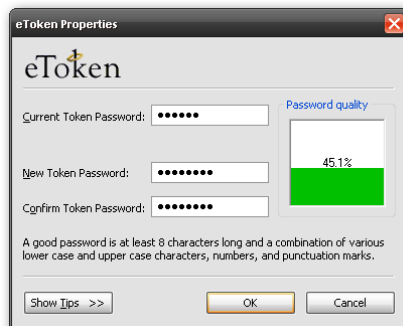 eToken Properties
eToken
Password quality
Current Token Password: ••••••
45.1%
New Token Password: ••••••••
Confirm Token Password: ••••••••
A good password is at least 8 characters long and a combination of various
lower case and upper case characters, numbers, and punctuation marks.
Show Tips >> OK Cancel